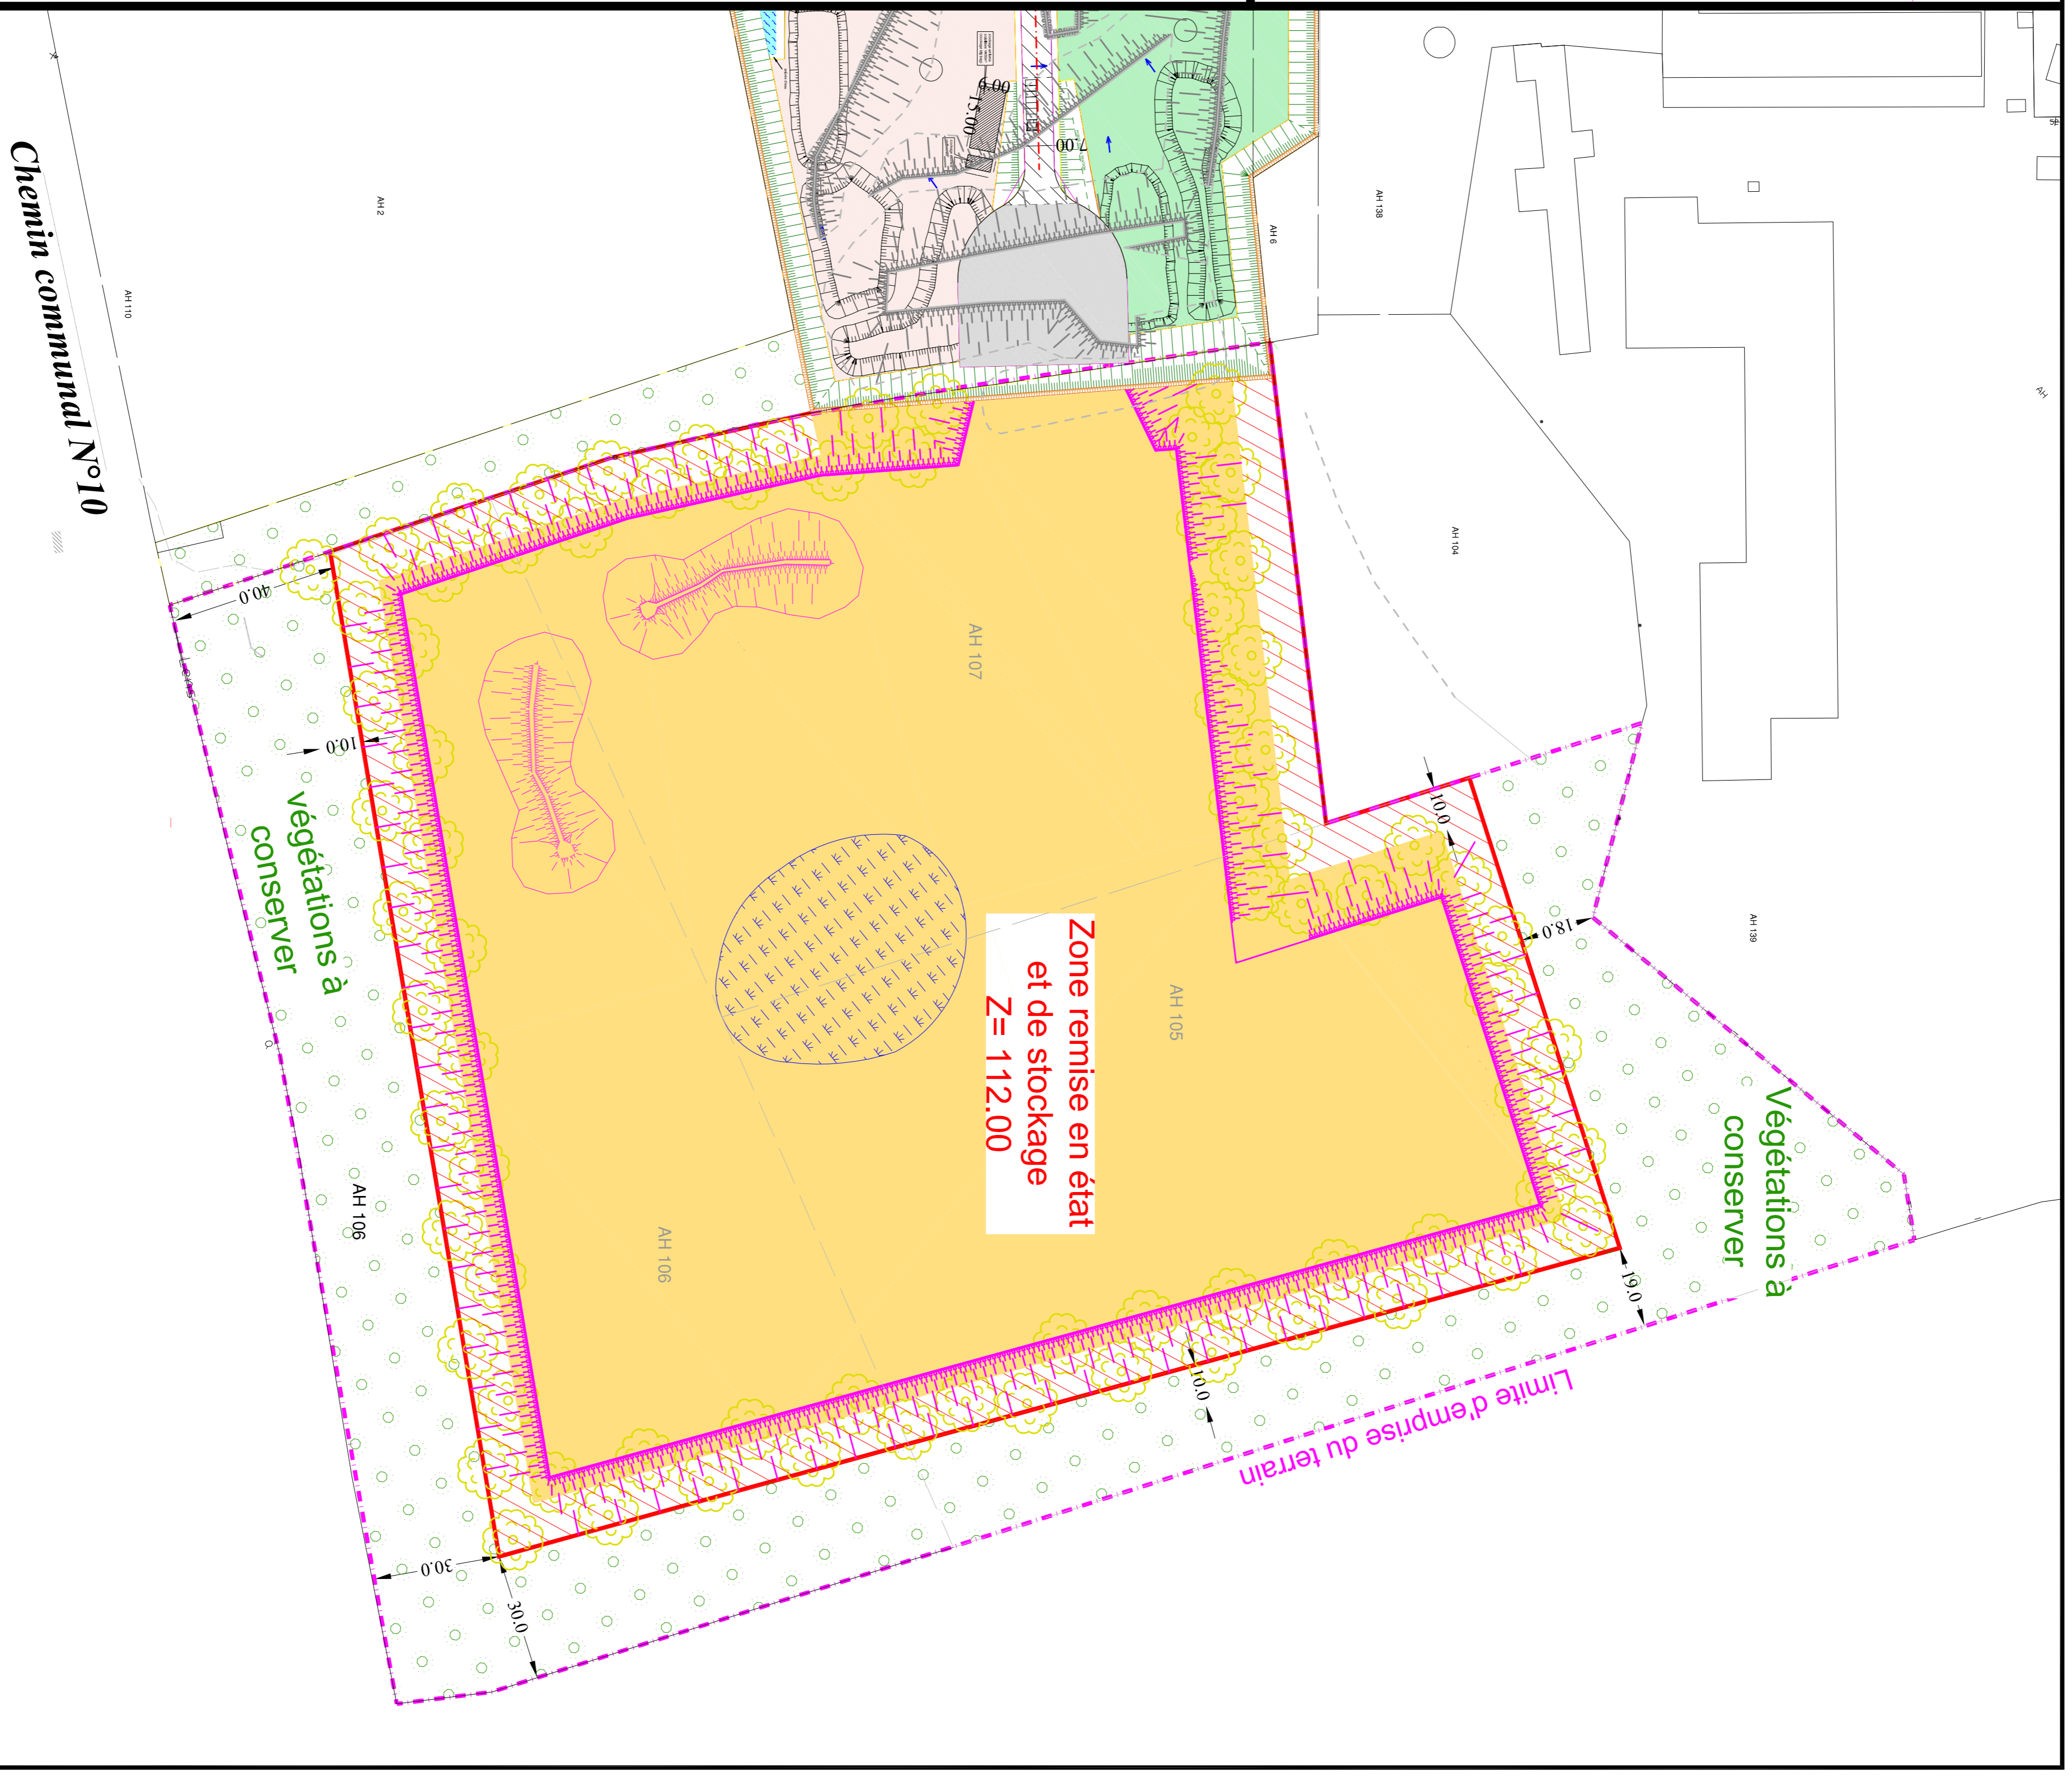 Chemin communal N°10
AH 110
AH 2
AH 6
AH 138
AH
AH 104
AH 139
6.00
15.00
7.00
AH 107
AH 105
AH 106
AH 106
Zone remise en état
et de stockage
Z= 112.00
végétations à
conserver
Végétations à
conserver
Limite d'emprise du terrain
40.0
10.0
10.0
18.0
19.0
10.0
30.0
30.0